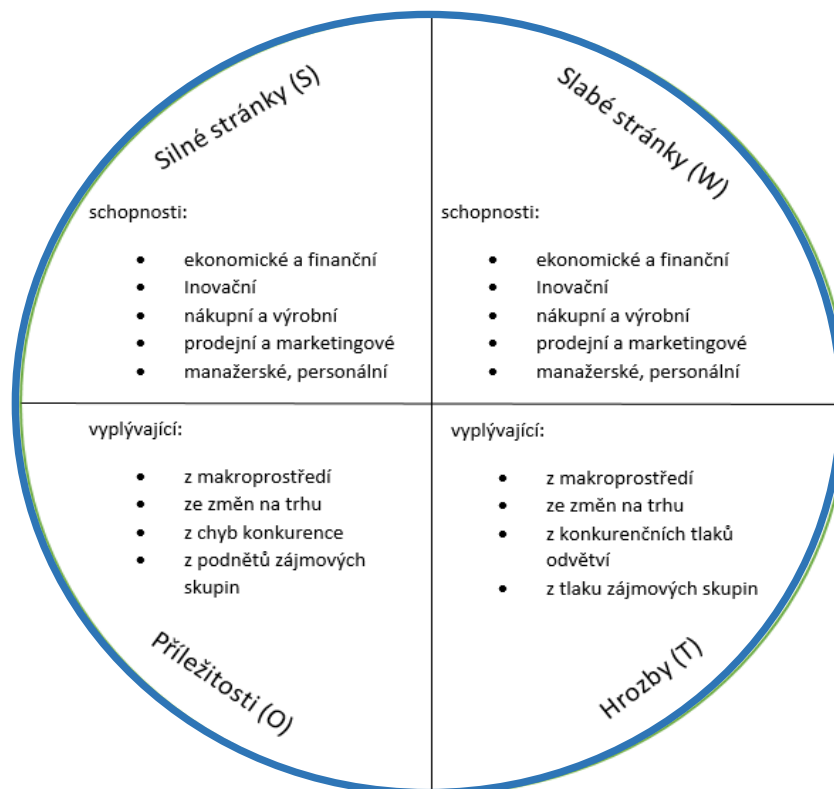 Silné stránky (S)
schopnosti:
• ekonomické a finanční
• Inovační
• nákupní a výrobní
• prodejní a marketingové
• manažerské, personální
Slabé stránky (W)
schopnosti:
• ekonomické a finanční
• Inovační
• nákupní a výrobní
• prodejní a marketingové
• manažerské, personální
vyplývající:
• z makroprostředí
• ze změn na trhu
• z chyb konkurence
• z podnětů zájmových
skupin
Příležitosti (O)
vyplývající:
• z makroprostředí
• ze změn na trhu
• z konkurenčních tlaků
odvětví
• z tlaku zájmových skupin
Hrozby (T)